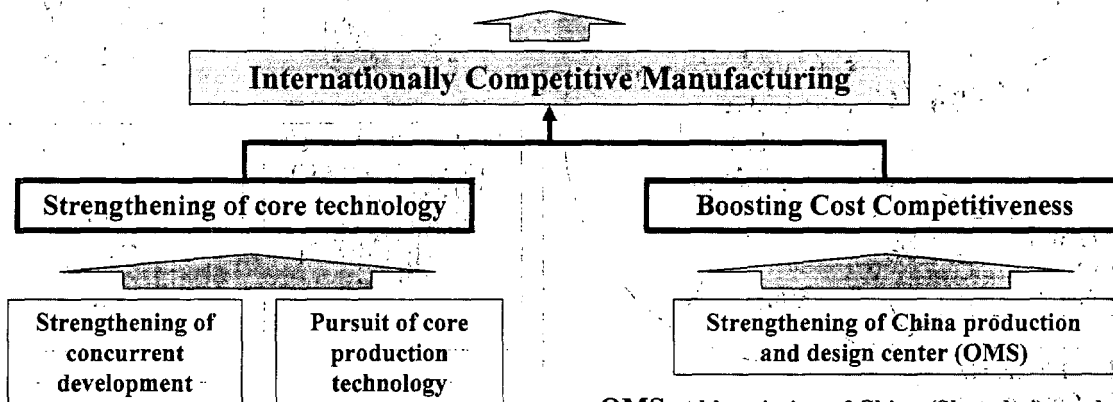 Internationally Competitive Manufacturing
Strengthening of core technology
Boosting Cost Competitiveness
Strengthening of
concurrent
development
Pursuit of core
production
technology
Strengthening of China production
and design center (OMS)
OMS